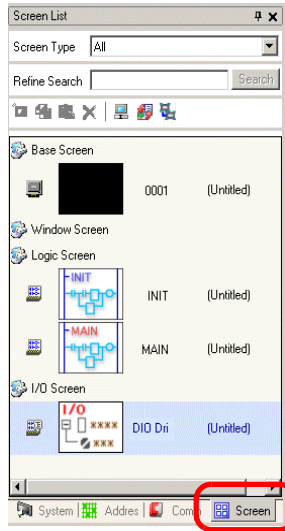 Screen List
Screen Type All
Refine Search Search
Base Screen
0001 (Untitled)
Window Screen
Logic Screen
INIT INIT (Untitled)
MAIN MAIN (Untitled)
I/O Screen
I/O **** *** DIO Dri (Untitled)
System Addres Comm Screen